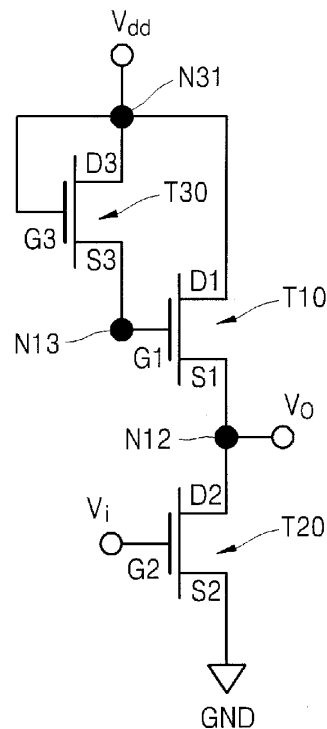 Vdd
N31
D3
T30
G3
S3
D1
T10
N13
G1
S1
N12
VO
D2
Vi
T20
G2
S2
GND